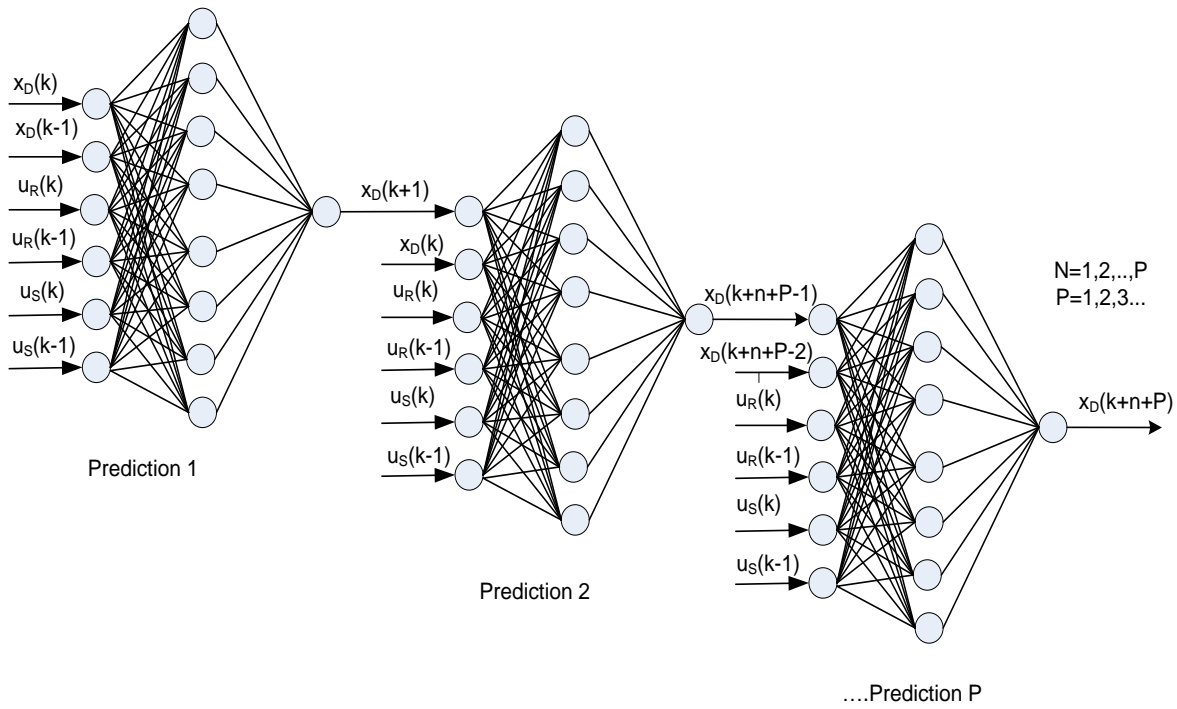 x_D(k)
x_D(k-1)
u_R(k)
u_R(k-1)
u_S(k)
u_S(k-1)
Prediction 1
x_D(k+1)
x_D(k)
u_R(k)
u_R(k-1)
u_S(k)
u_S(k-1)
Prediction 2
x_D(k+n+P-1)
x_D(k+n+P-2)
u_R(k)
u_R(k-1)
u_S(k)
u_S(k-1)
N=1,2,..,P
P=1,2,3...
x_D(k+n+P)
....Prediction P